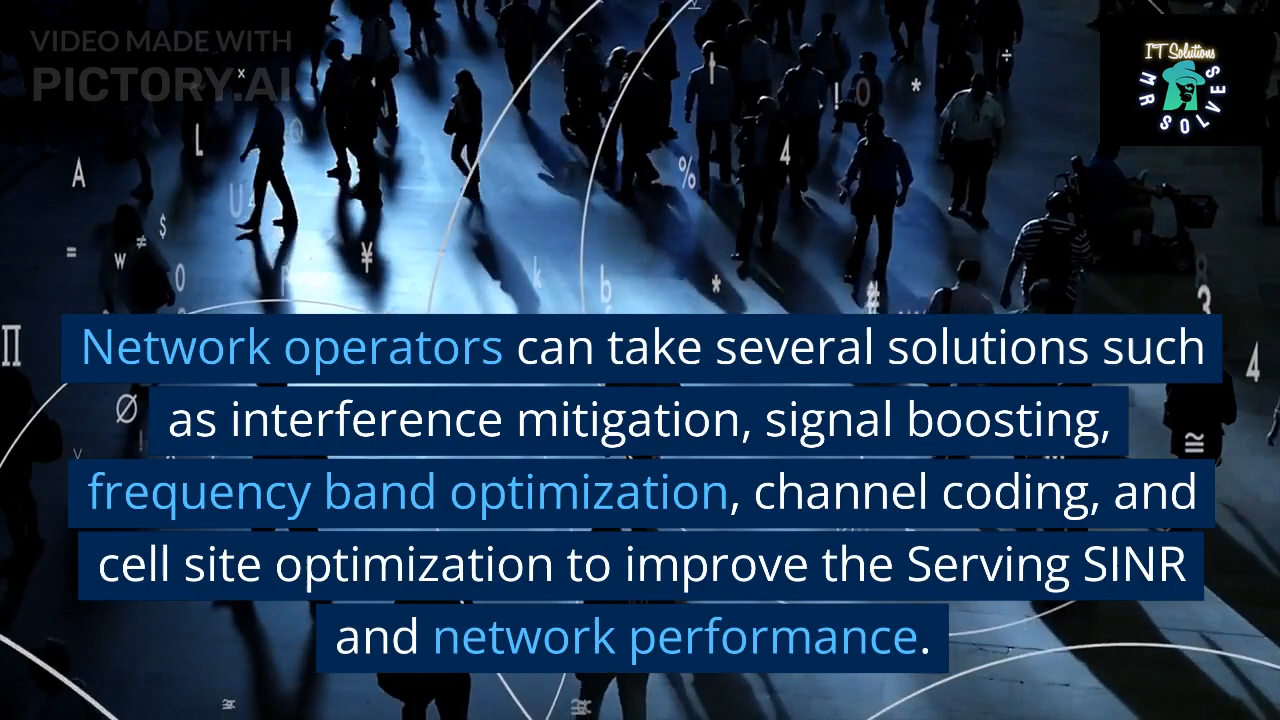 VIDEO MADE WITH
PICTORY.AI
IT Solutions
MR SOLVES
Network operators can take several solutions such
as interference mitigation, signal boosting,
frequency band optimization, channel coding, and
cell site optimization to improve the Serving SINR
and network performance.